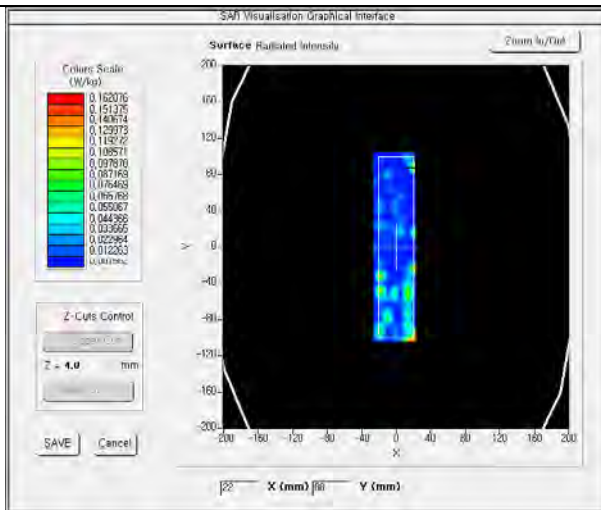 SAR Visualisation Graphical Interface
Surface Radiated Intensity
Zoom In/Out
Colors Scale
(W/kg)
0.162076
0.151375
0.140674
0.129973
0.119272
0.108571
0.097870
0.087169
0.076469
0.065768
0.055067
0.044366
0.033665
0.022964
0.012263
200
160
120
80
40
0
-40
-80
-120
-160
-200
Y
-200 -160 -120 -80 -40 0 40 80 120 160 200
X
Z-Cuts Control
Z = 4.0 mm
SAVE Cancel
22 X (mm) Y (mm)